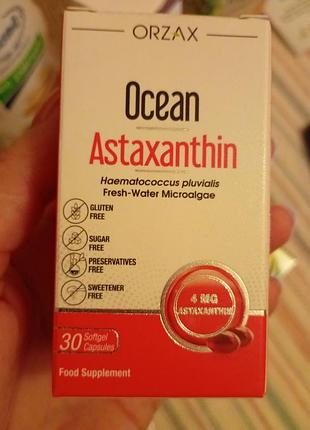 ORZAX
Ocean
Astaxanthin
Haematococcus pluvialis
Fresh-Water Microalgae
GLUTEN
FREE
SUGAR
FREE
PRESERVATIVES
FREE
SWEETENER
FREE
4 MG
ASTAXANTHIN
30 Softgel
Capsules
Food Supplement